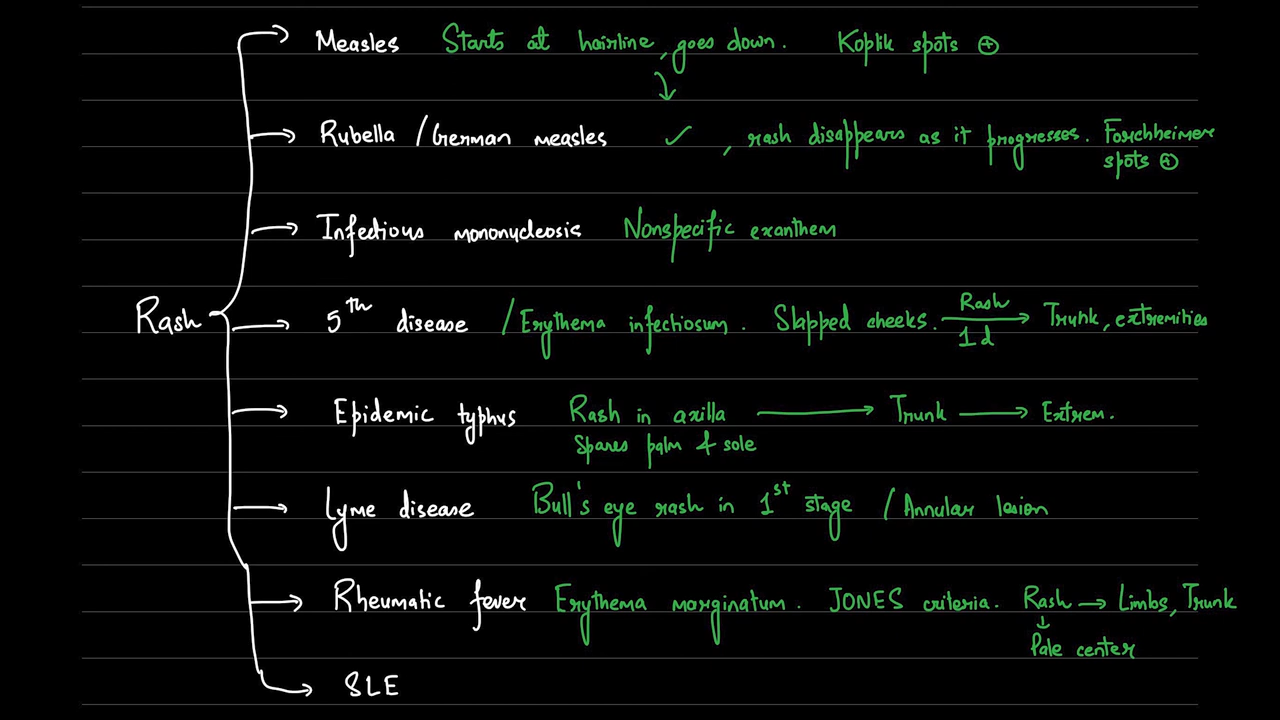 Measles Starts at hairline, goes down. Koplik spots ⊕
Rubella / German measles ✓, rash disappears as it progresses. Forchheimer
spots ⊕
Infectious mononucleosis Nonspecific exanthem
Rash
5th disease / Erythema infectiosum. Slapped cheeks. Rash → Trunk, extremities
1d
Epidemic typhus Rash in axilla → Trunk → Extrem.
Spares palm & sole
Lyme disease Bull's eye rash in 1st stage / Annular lesion
Rheumatic fever Erythema marginatum. JONES criteria. Rash → Limbs, Trunk
↓
Pale center
SLE